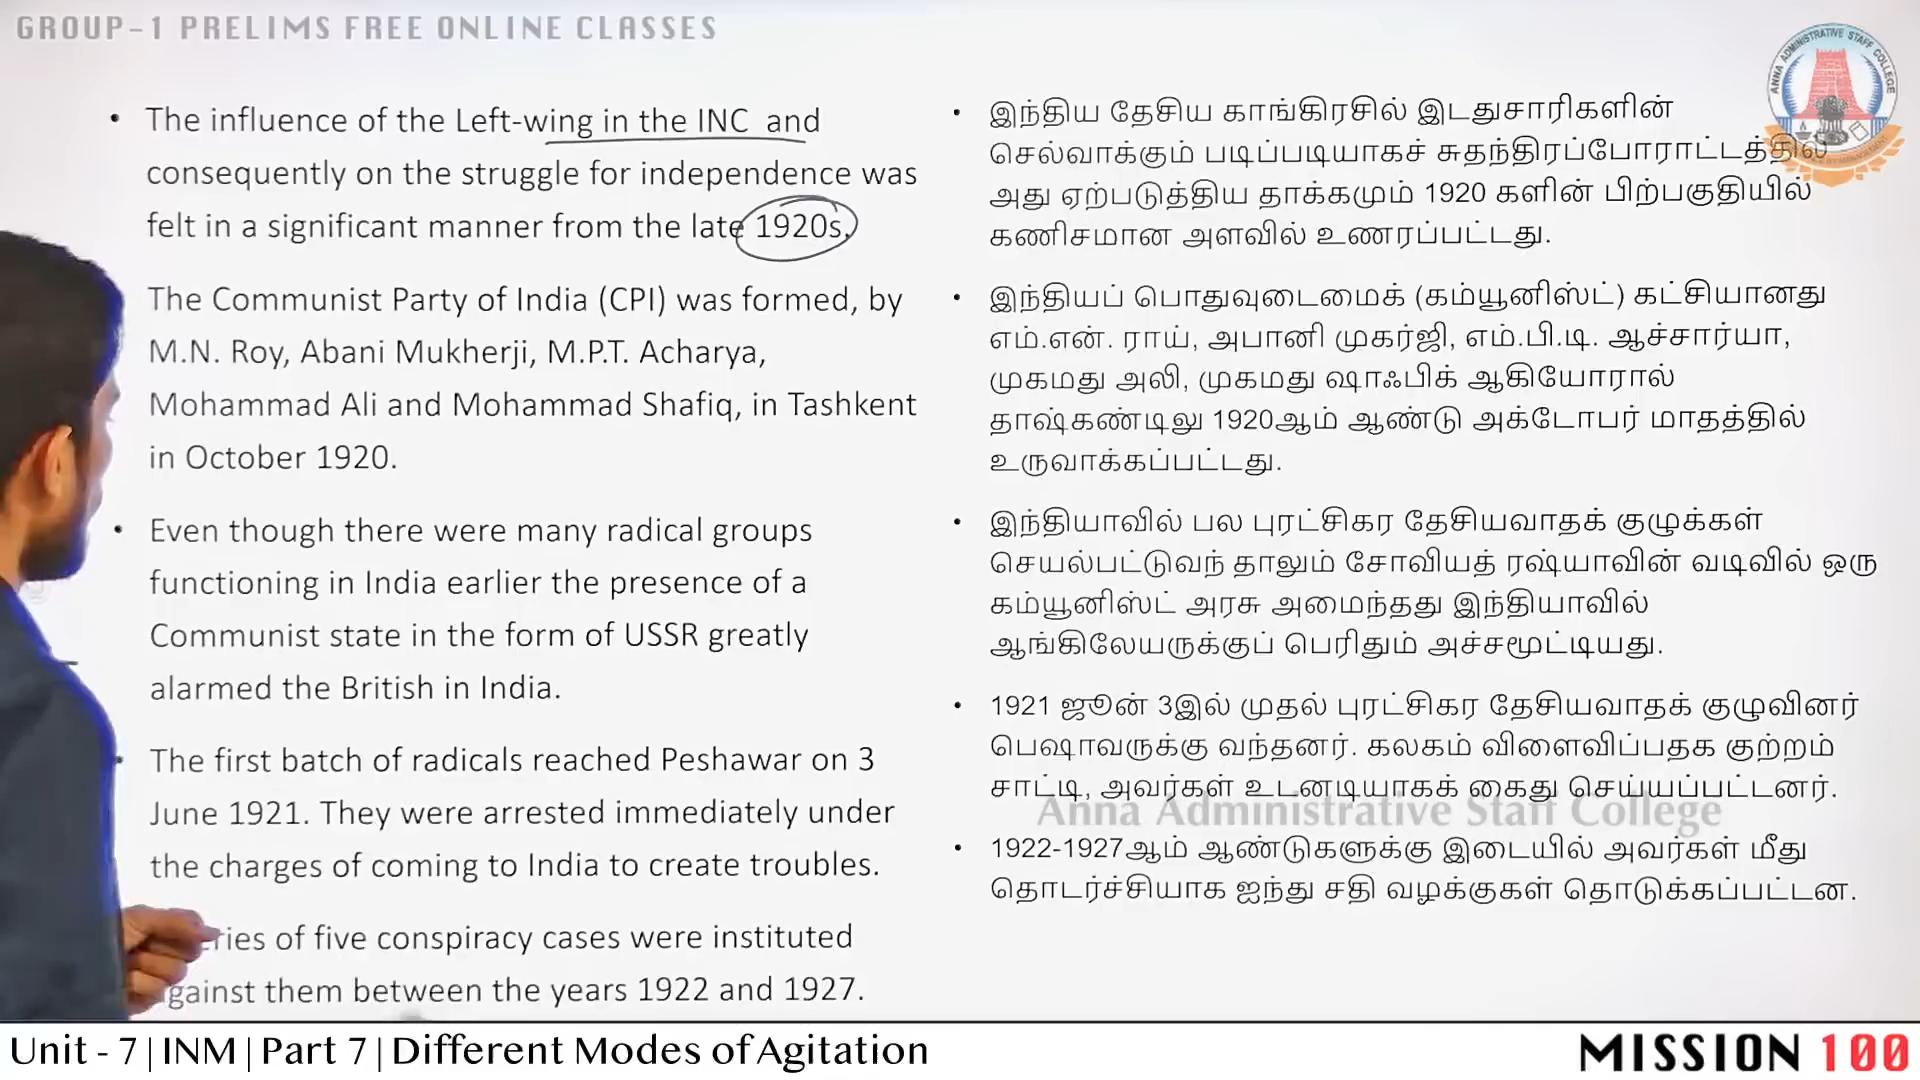 GROUP-1 PRELIMS FREE ONLINE CLASSES
ANNA ADMINISTRATIVE STAFF COLLEGE
• The influence of the Left-wing in the INC and
consequently on the struggle for independence was
felt in a significant manner from the late 1920s.
The Communist Party of India (CPI) was formed, by
M.N. Roy, Abani Mukherji, M.P.T. Acharya,
Mohammad Ali and Mohammad Shafiq, in Tashkent
in October 1920.
• Even though there were many radical groups
functioning in India earlier the presence of a
Communist state in the form of USSR greatly
alarmed the British in India.
• The first batch of radicals reached Peshawar on 3
June 1921. They were arrested immediately under
the charges of coming to India to create troubles.
of five conspiracy cases were instituted
them between the years 1922 and 1927.
• இந்திய தேசிய காங்கிரசில் இடதுசாரிகளின்
செல்வாக்கும் படிப்படியாகச் சுதந்திரப்போராட்டத்தில்
அது ஏற்படுத்திய தாக்கமும் 1920 களின் பிற்பகுதியில்
கணிசமான அளவில் உணரப்பட்டது.
• இந்தியப் பொதுவுடைமைக் (கம்யூனிஸ்ட்) கட்சியானது
எம்.என். ராய், அபானி முகர்ஜி, எம்.பி.டி. ஆச்சார்யா,
முகமது அலி, முகமது ஷாஃபிக் ஆகியோரால்
தாஷ்கண்டிலு 1920ஆம் ஆண்டு அக்டோபர் மாதத்தில்
உருவாக்கப்பட்டது.
• இந்தியாவில் பல புரட்சிகர தேசியவாதக் குழுக்கள்
செயல்பட்டுவந் தாலும் சோவியத் ரஷ்யாவின் வடிவில் ஒரு
கம்யூனிஸ்ட் அரசு அமைந்தது இந்தியாவில்
ஆங்கிலேயருக்குப் பெரிதும் அச்சமூட்டியது.
• 1921 ஜூன் 3இல் முதல் புரட்சிகர தேசியவாதக் குழுவினர்
பெஷாவருக்கு வந்தனர். கலகம் விளைவிப்பதக குற்றம்
சாட்டி, அவர்கள் உடனடியாகக் கைது செய்யப்பட்டனர்.
Anna Administrative Staff College
• 1922-1927ஆம் ஆண்டுகளுக்கு இடையில் அவர்கள் மீது
தொடர்ச்சியாக ஐந்து சதி வழக்குகள் தொடுக்கப்பட்டன.
Unit - 7 | INM | Part 7 | Different Modes of Agitation
MISSION 100